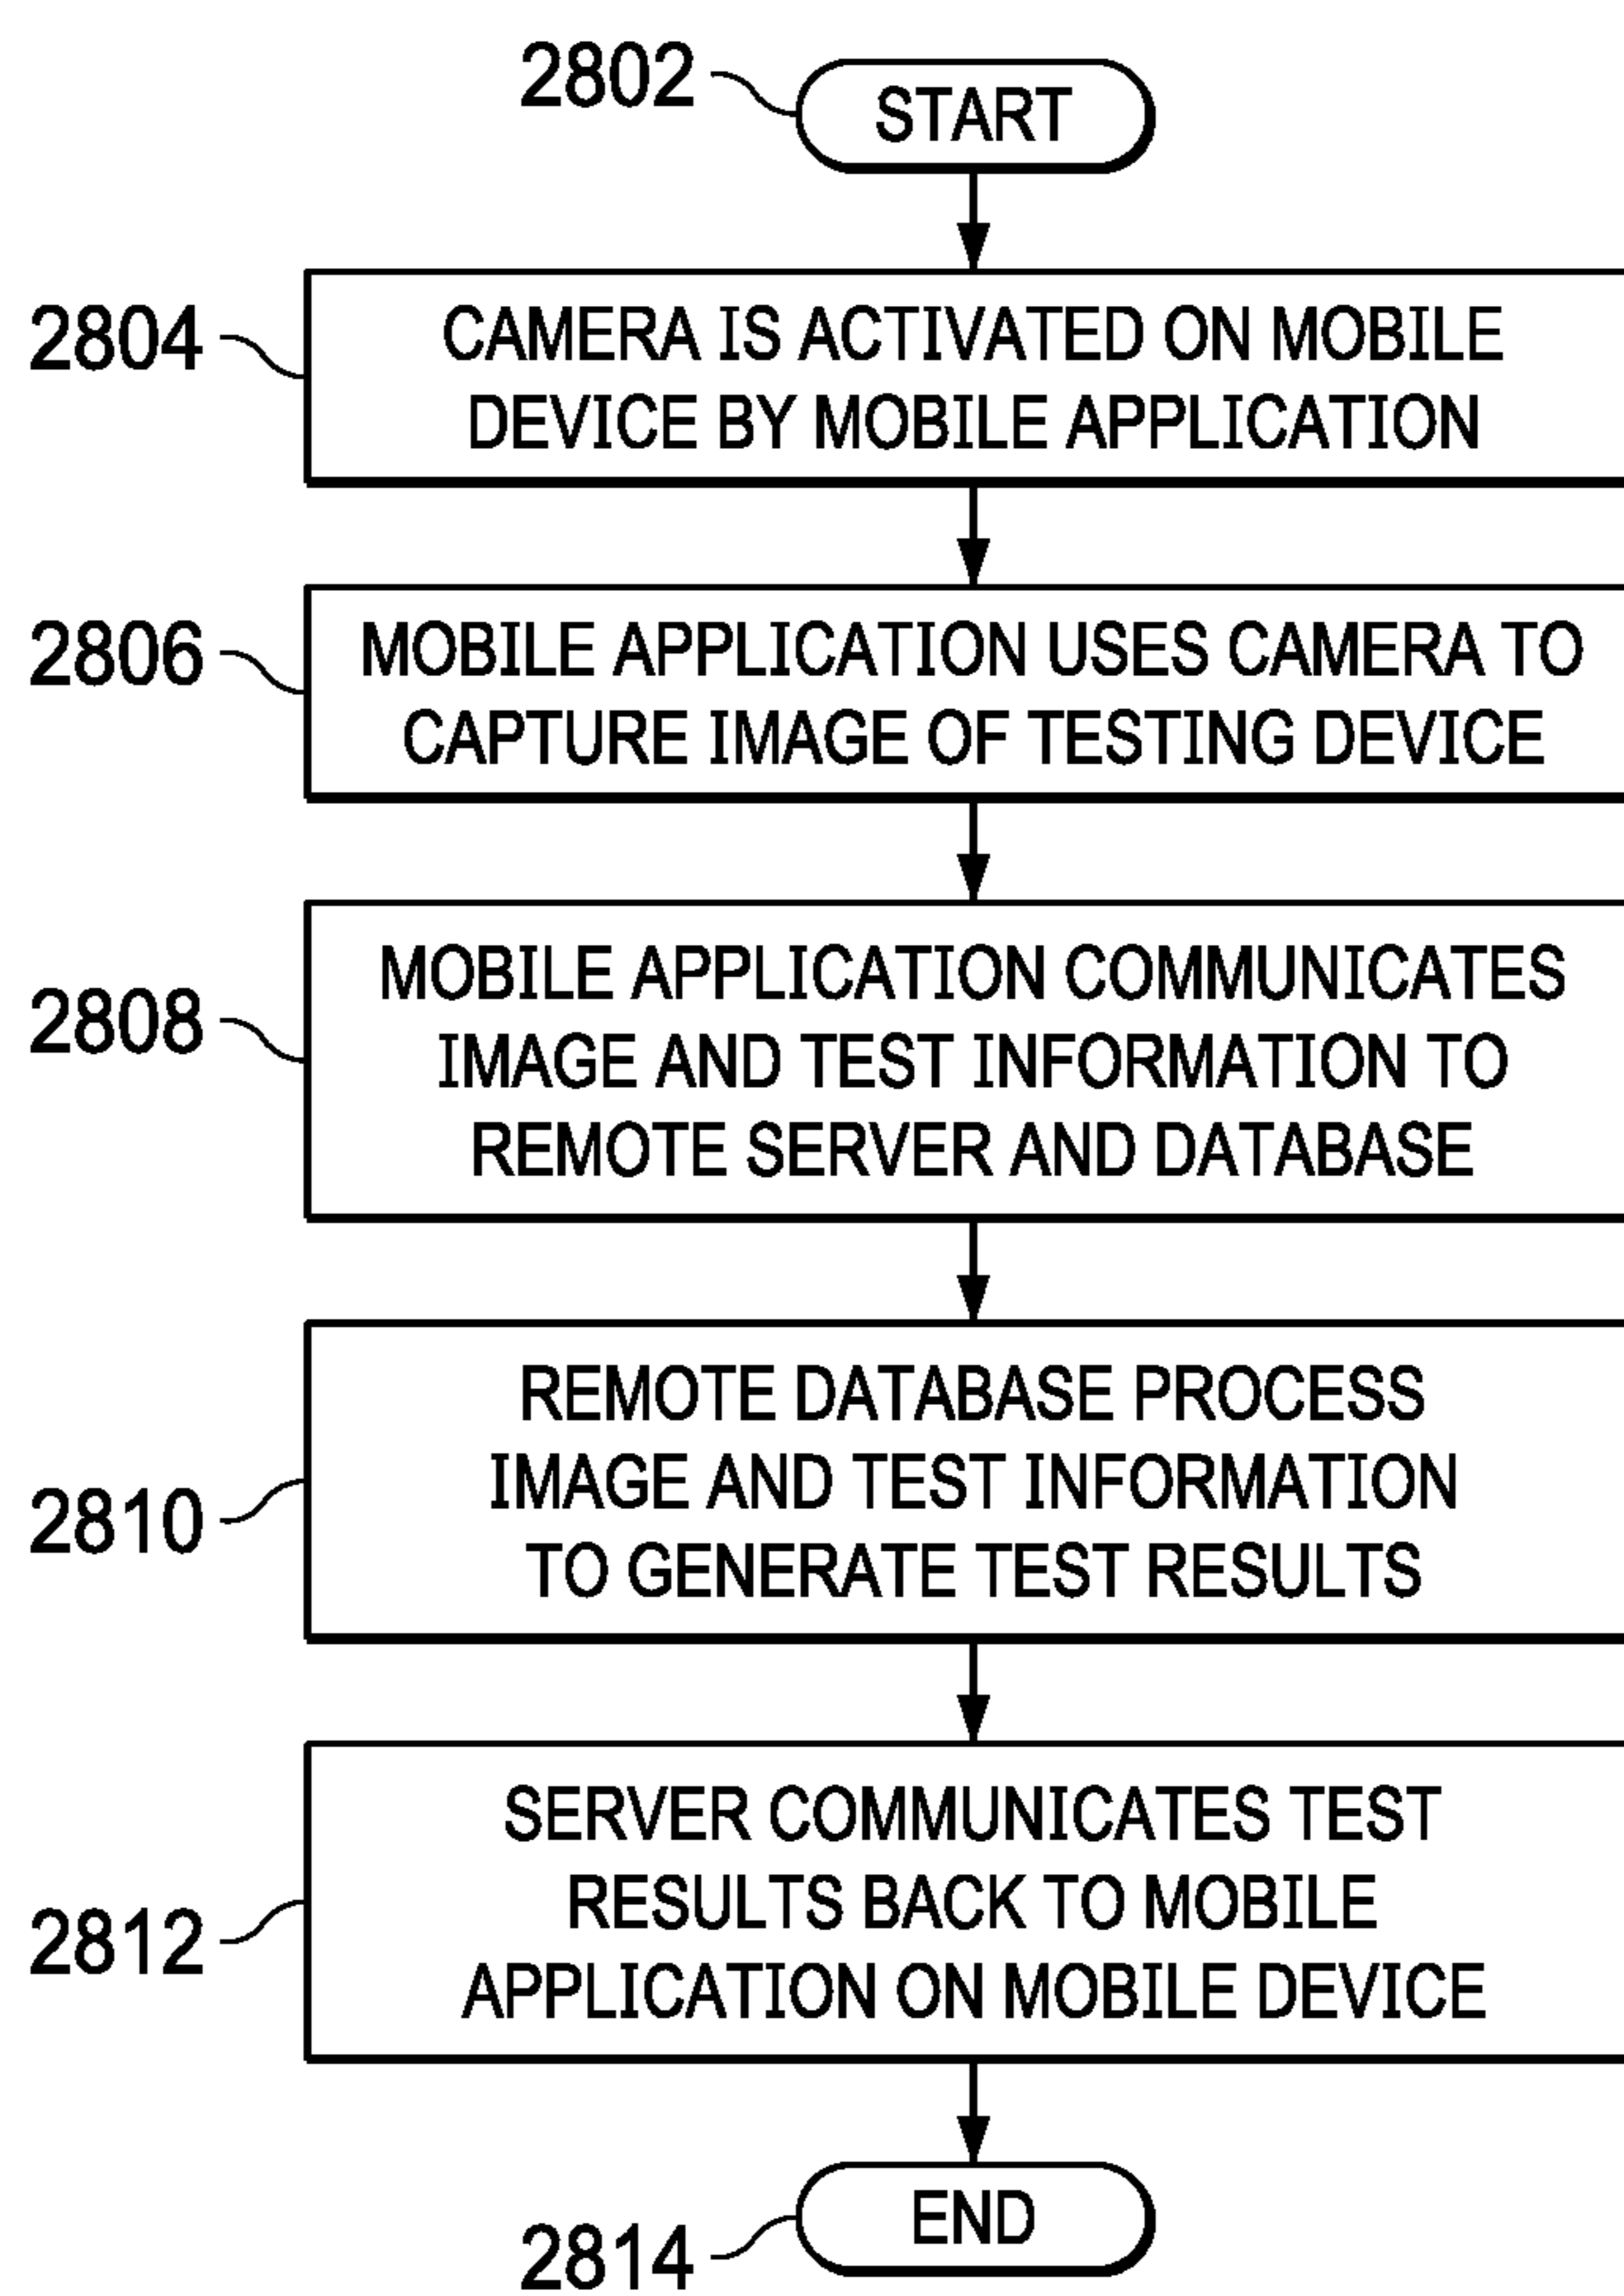 2802
START
2804
CAMERA IS ACTIVATED ON MOBILE
DEVICE BY MOBILE APPLICATION
2806
MOBILE APPLICATION USES CAMERA TO
CAPTURE IMAGE OF TESTING DEVICE
2808
MOBILE APPLICATION COMMUNICATES
IMAGE AND TEST INFORMATION TO
REMOTE SERVER AND DATABASE
2810
REMOTE DATABASE PROCESS
IMAGE AND TEST INFORMATION
TO GENERATE TEST RESULTS
2812
SERVER COMMUNICATES TEST
RESULTS BACK TO MOBILE
APPLICATION ON MOBILE DEVICE
2814
END